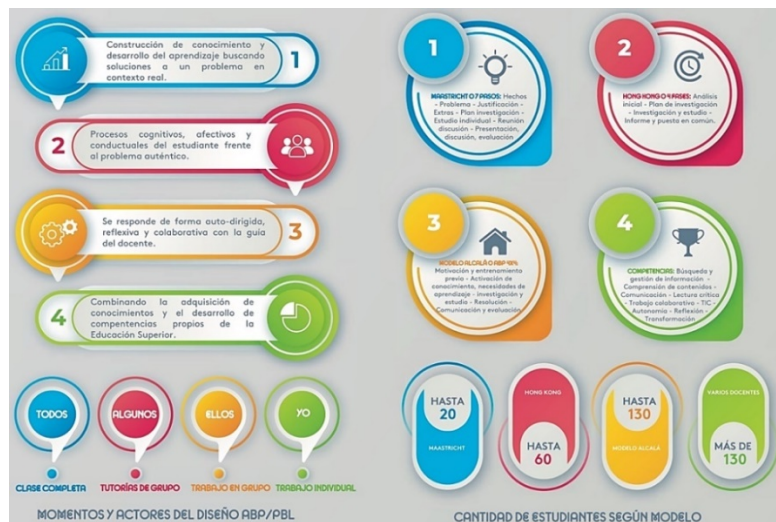 Construcción de conocimiento y
desarrollo del aprendizaje buscando
soluciones a un problema en
contexto real.
1
2
Procesos cognitivos, afectivos y
conductuales del estudiante frente
al problema auténtico.
Se responde de forma auto-dirigida,
reflexiva y colaborativa con la guía
del docente.
3
4
Combinando la adquisición de
conocimientos y el desarrollo de
compentencias propios de la
Educación Superior.
TODOS
ALGUNOS
ELLOS
YO
CLASE COMPLETA
TUTORÍAS DE GRUPO
TRABAJO EN GRUPO
TRABAJO INDIVIDUAL
MOMENTOS Y ACTORES DEL DISEÑO ABP/PBL
1
MAASTRICHT O 7 PASOS: Hechos
- Problema - Justificación -
Extras - Plan investigación -
Estudio individual - Reunión
discusión - Presentación,
discusión, evaluación
2
HONG KONG O 4 FASES: Análisis
inicial - Plan de investigación
- Investigación y estudio -
Informe y puesta en común.
3
MODELO ALCALÁ O ABP 4X4:
Motivación y entrenamiento
previo - Activación de
conocimiento, necesidades de
aprendizaje - investigación y
estudio - Resolución -
Comunicación y evaluación
4
COMPETENCIAS: Búsqueda y
gestión de información -
Comprensión de contenidos -
Comunicación - Lectura crítica
- Trabajo colaborativo - TIC -
Autonomía - Reflexión -
Transformación
HASTA
20
MAASTRICHT
HONG KONG
HASTA
60
HASTA
130
MODELO ALCALÁ
VARIOS DOCENTES
MÁS DE
130
CANTIDAD DE ESTUDIANTES SEGÚN MODELO